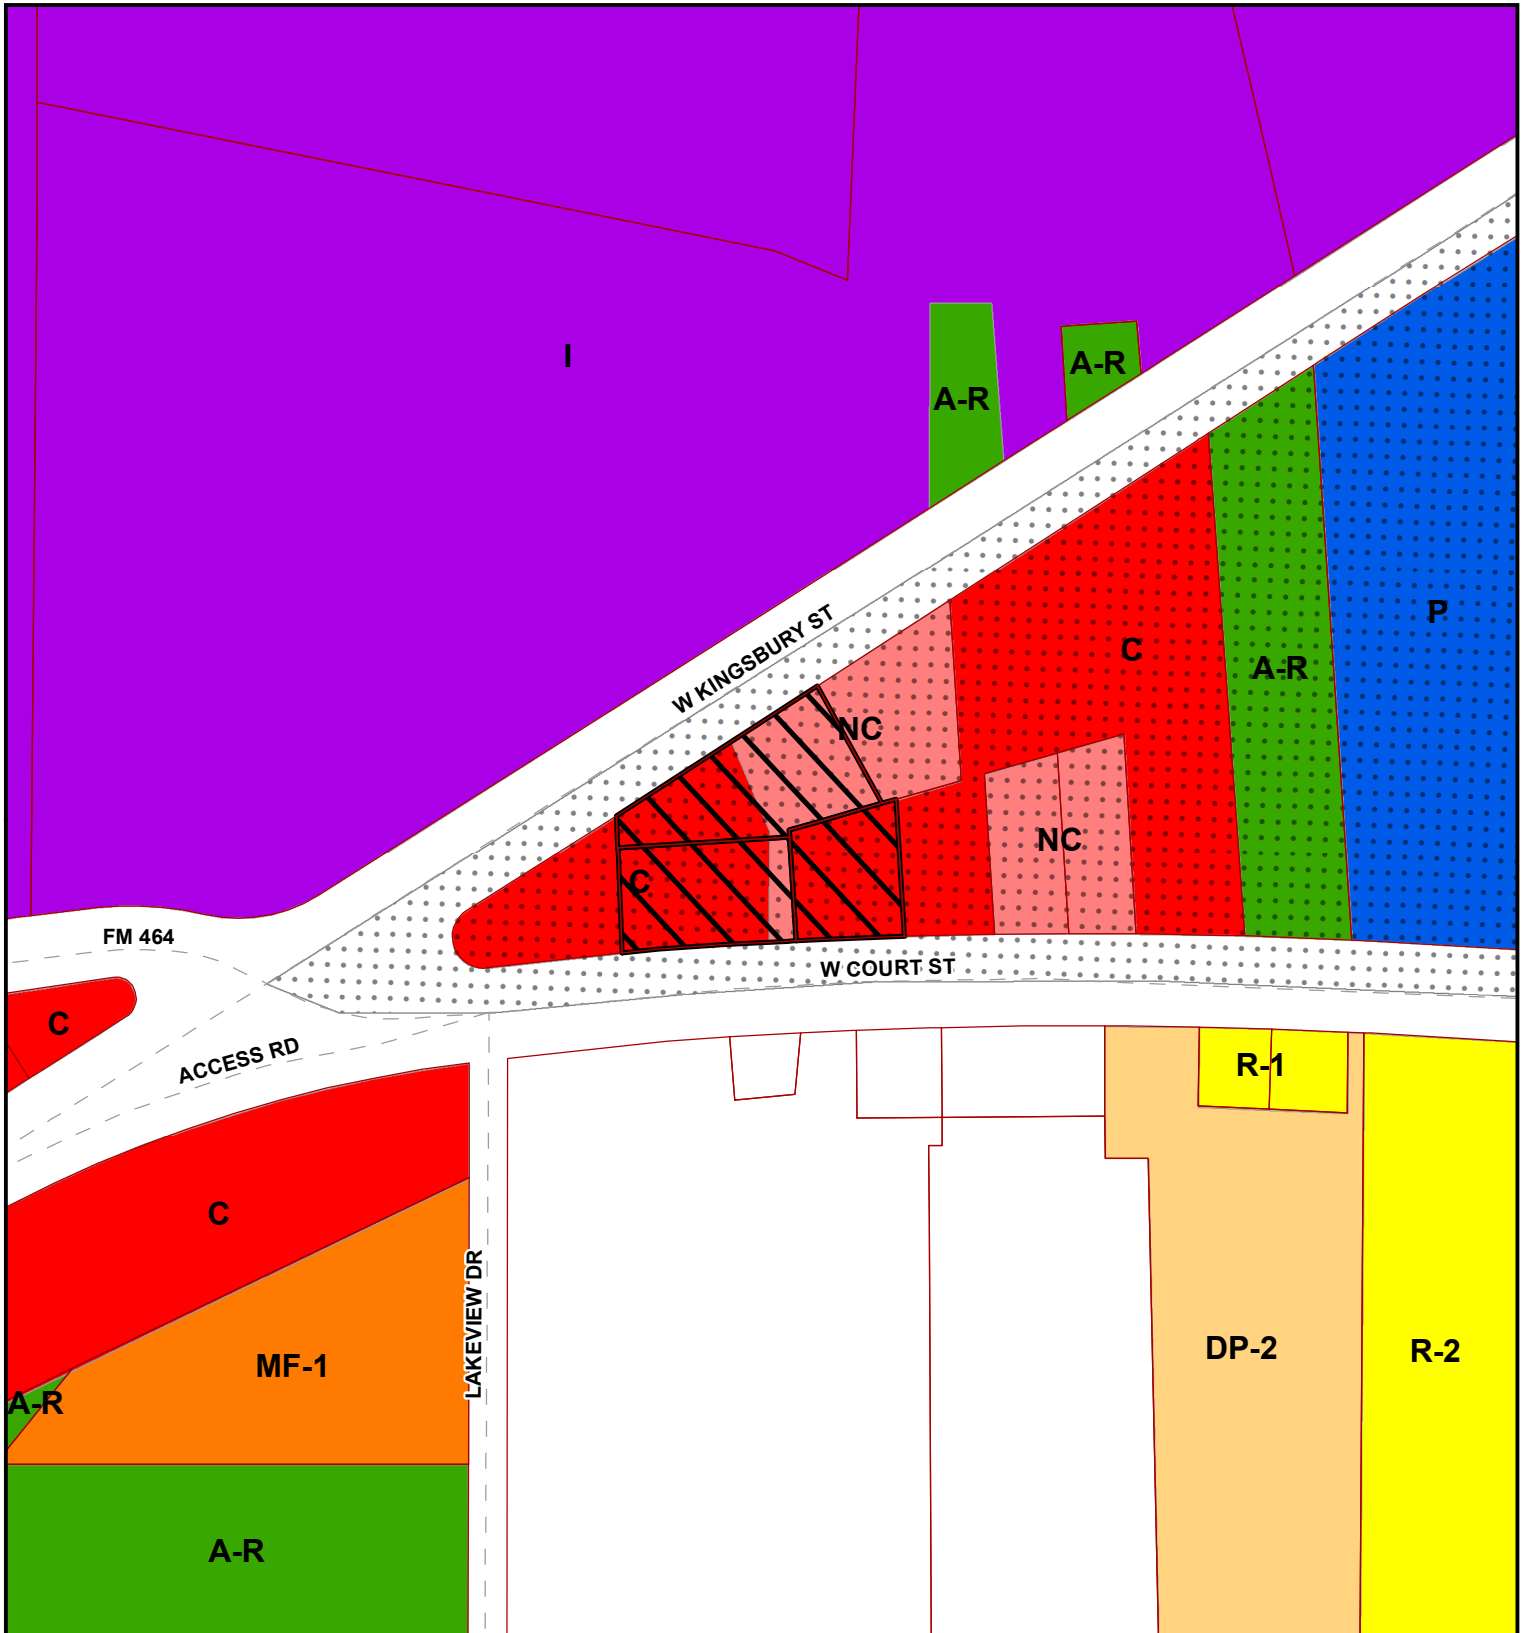 I
A-R
A-R
W KINGSBURY ST
P
C
A-R
NC
NC
C
FM 464
W COURT ST
C
ACCESS RD
R-1
C
LAKEVIEW DR
MF-1
DP-2
R-2
A-R
A-R